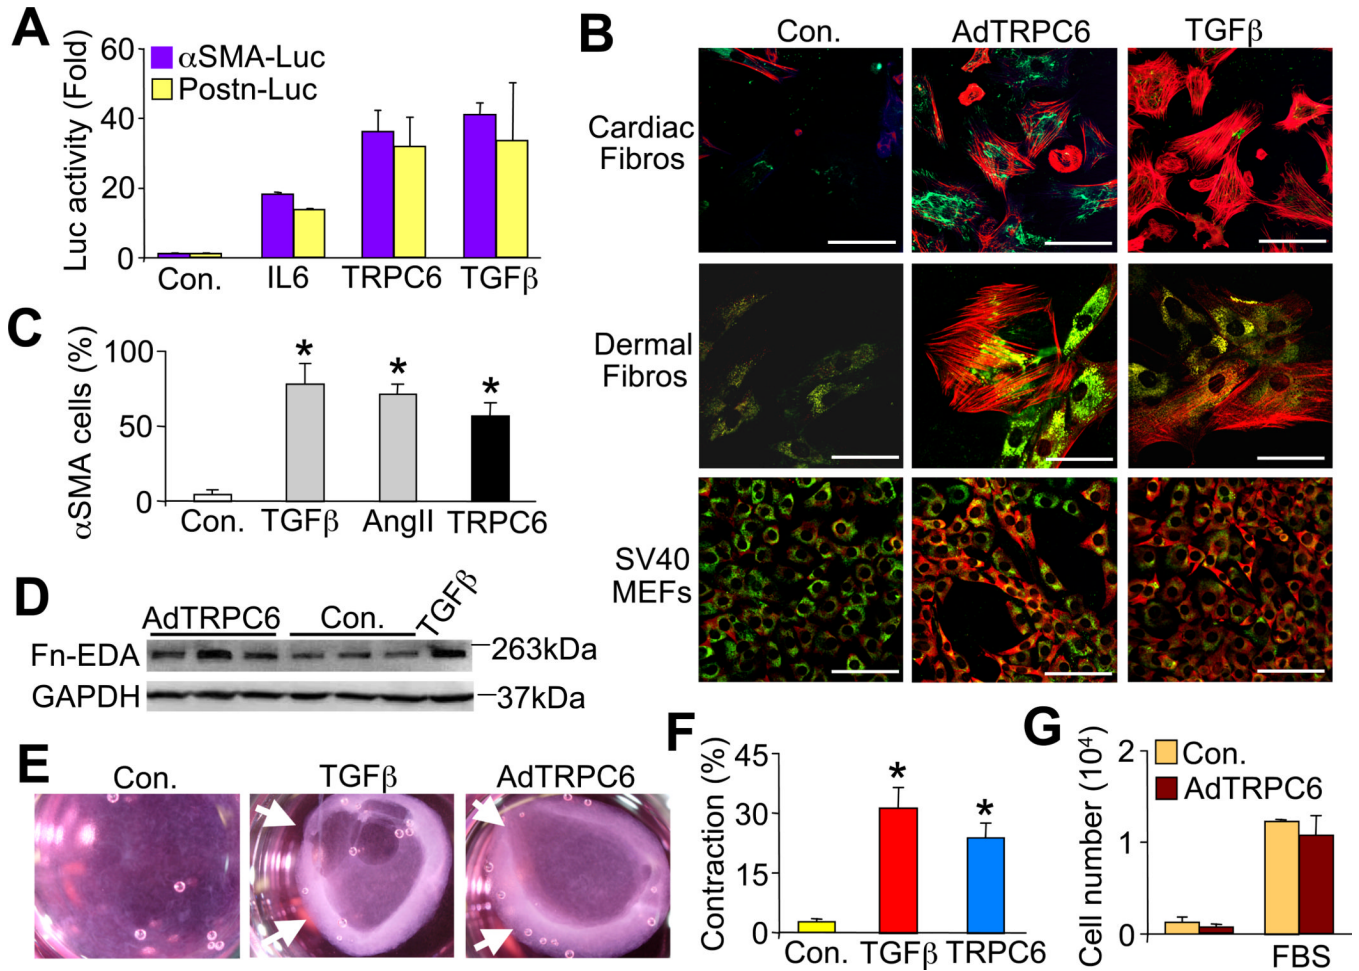 A
Luc activity (Fold)
60
40
20
0
αSMA-Luc
Postn-Luc
Con.
IL6
TRPC6
TGFβ
B
Con.
AdTRPC6
TGFβ
Cardiac
Fibros
Dermal
Fibros
SV40
MEFs
C
αSMA cells (%)
100
50
0
*
*
*
Con.
TGFβ
AngII
TRPC6
D
AdTRPC6
Con.
TGFβ
Fn-EDA
263kDa
GAPDH
37kDa
E
Con.
TGFβ
AdTRPC6
F
Contraction (%)
45
30
15
0
*
*
Con.
TGFβ
TRPC6
G
Cell number (10⁴)
2
1
0
Con.
AdTRPC6
FBS